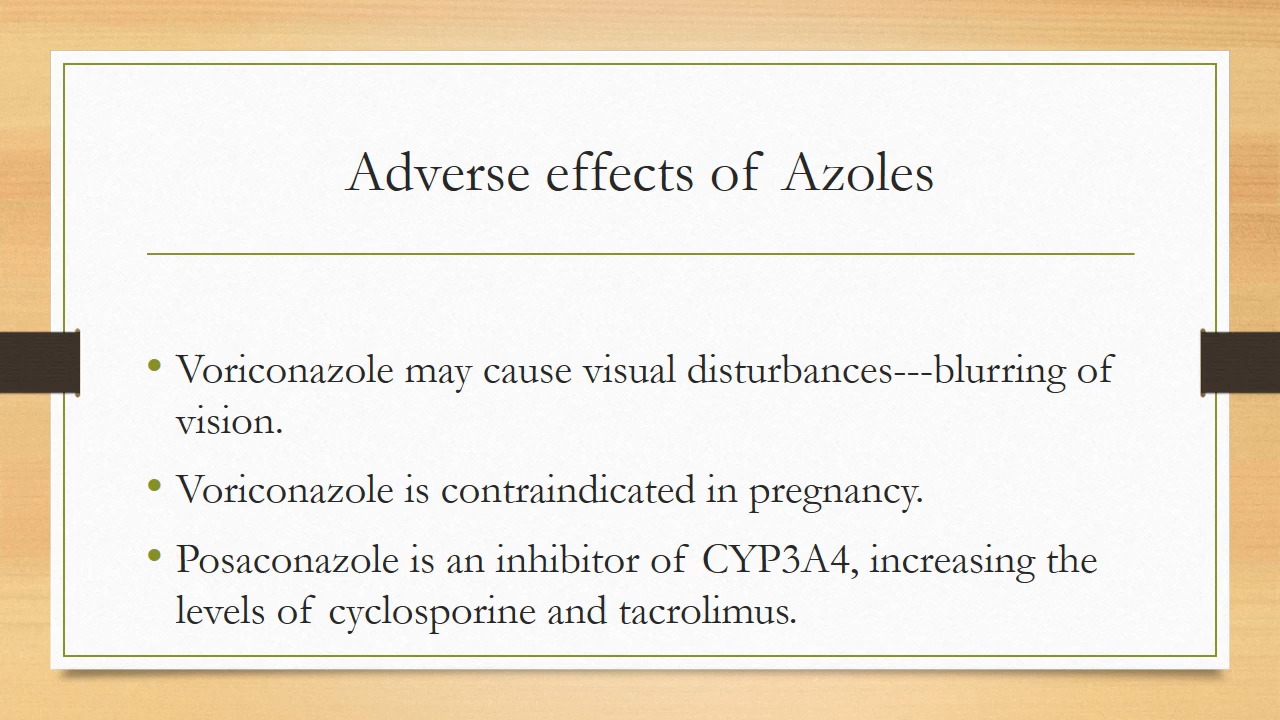 Adverse effects of Azoles
• Voriconazole may cause visual disturbances---blurring of
vision.
• Voriconazole is contraindicated in pregnancy.
• Posaconazole is an inhibitor of CYP3A4, increasing the
levels of cyclosporine and tacrolimus.